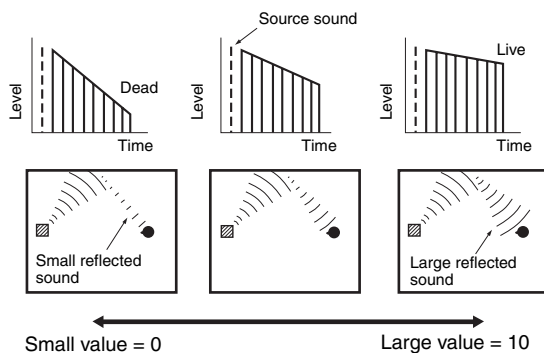 Source sound
Level
Dead
Time
Level
Time
Level
Live
Time
Small reflected
sound
Large reflected
sound
Small value = 0
Large value = 10